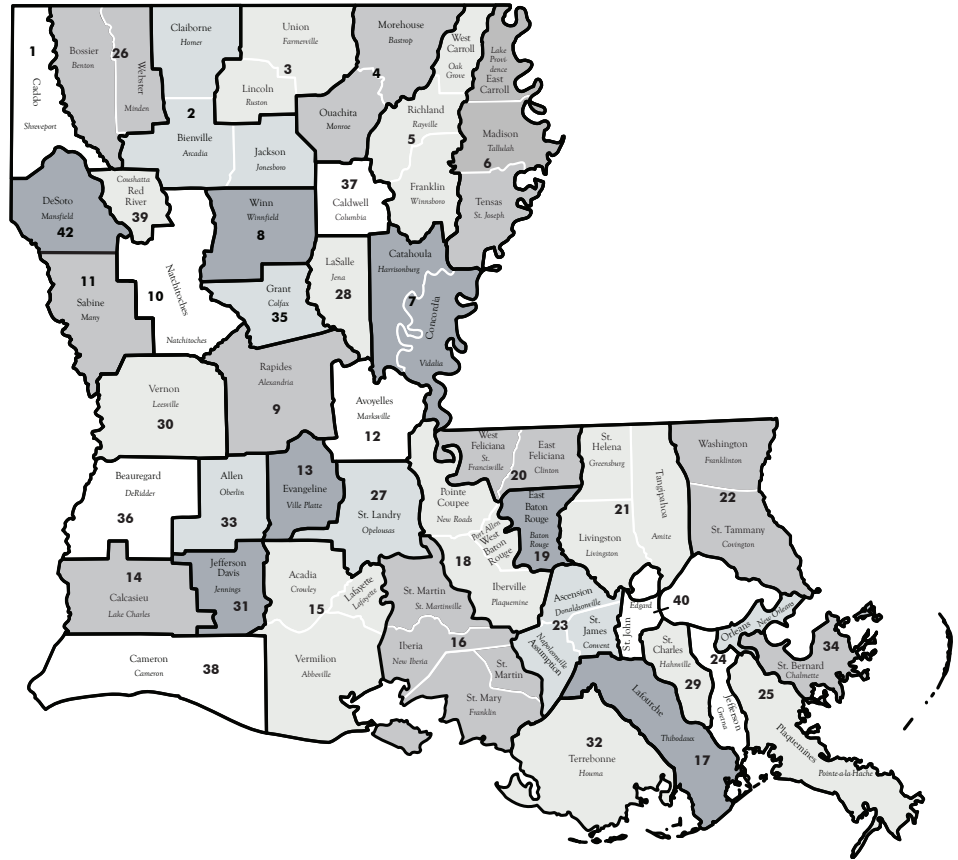 1
Caddo
Shreveport
Bossier
Benton
26
Webster
Minden
Claiborne
Homer
2
Bienville
Arcadia
Jackson
Jonesboro
Union
Farmerville
3
Lincoln
Ruston
Morehouse
Bastrop
4
Ouachita
Monroe
West
Carroll
Oak
Grove
Richland
Rayville
5
Franklin
Winnsboro
Lake
Provi
dence
East
Carroll
Madison
Tallulah
6
Tensas
St. Joseph
DeSoto
Mansfield
42
Coushatta
Red
River
39
Winn
Winnfield
8
37
Caldwell
Columbia
11
Sabine
Many
10
Natchitoches
Natchitoches
Grant
Colfax
35
LaSalle
Jena
28
Catahoula
Harrisonburg
7
Concordia
Vidalia
Vernon
Leesville
30
Rapides
Alexandria
9
Avoyelles
Marksville
12
Beauregard
DeRidder
36
Allen
Oberlin
33
13
Evangeline
Ville Platte
27
St. Landry
Opelousas
Pointe
Coupee
New Roads
Port Allen
West
Baton
Rouge
18
Iberville
Plaquemine
West
Feliciana
St.
Francisville
20
East
Feliciana
Clinton
East
Baton
Rouge
Baton
Rouge
19
St.
Helena
Greensburg
21
Livingston
Livingston
Tangipahoa
Amite
Washington
Franklinton
22
St. Tammany
Covington
14
Calcasieu
Lake Charles
Jefferson
Davis
Jennings
31
Acadia
Crowley
15
Lafayette
Lafayette
Vermilion
Abbeville
Cameron
Cameron
38
St. Martin
St. Martinville
16
Iberia
New Iberia
St.
Martin
St. Mary
Franklin
Ascension
Donaldsonville
23
St.
James
Convent
Napoleonville
Assumption
Edgard
St. John
40
St.
Charles
Hahnville
29
24
Jefferson
Gretna
Orleans
New Orleans
34
St. Bernard
Chalmette
25
Plaquemines
Pointe-a-la-Hache
Lafourche
Thibodaux
17
32
Terrebonne
Houma